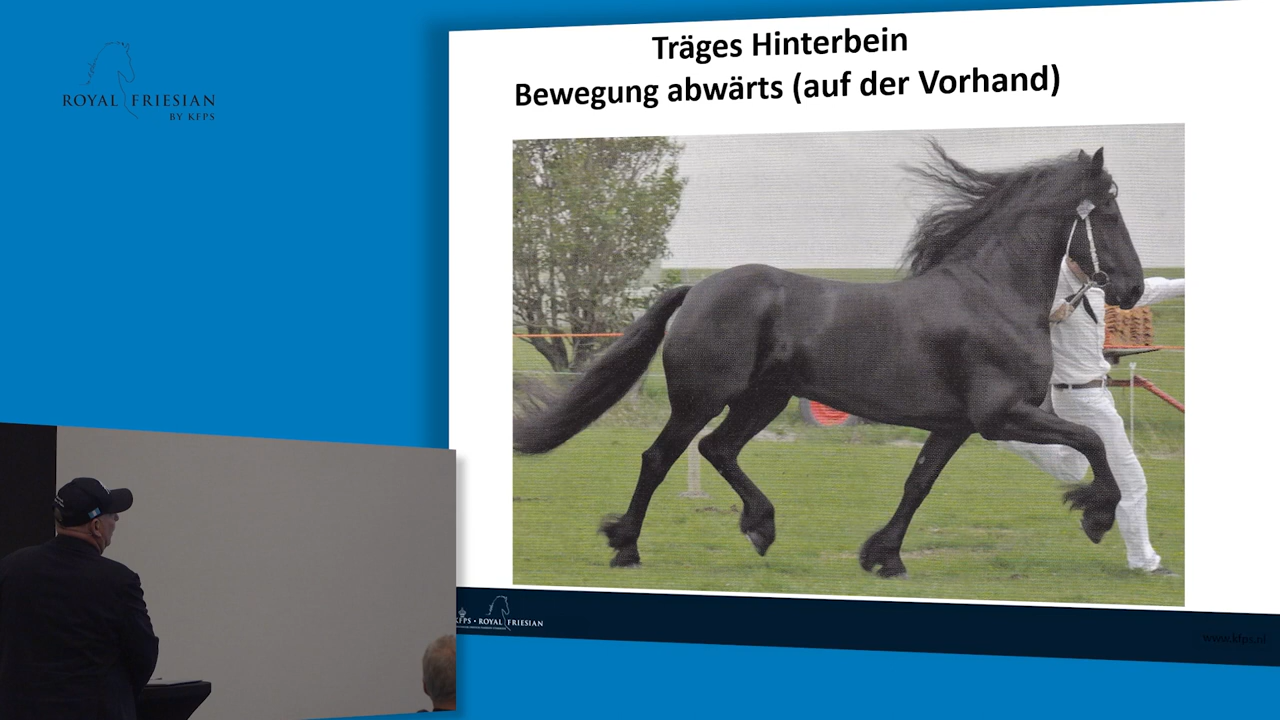 ROYAL FRIESIAN
BY KFPS
Träges Hinterbein
Bewegung abwärts (auf der Vorhand)
KFPS • ROYAL FRIESIAN
www.kfps.nl